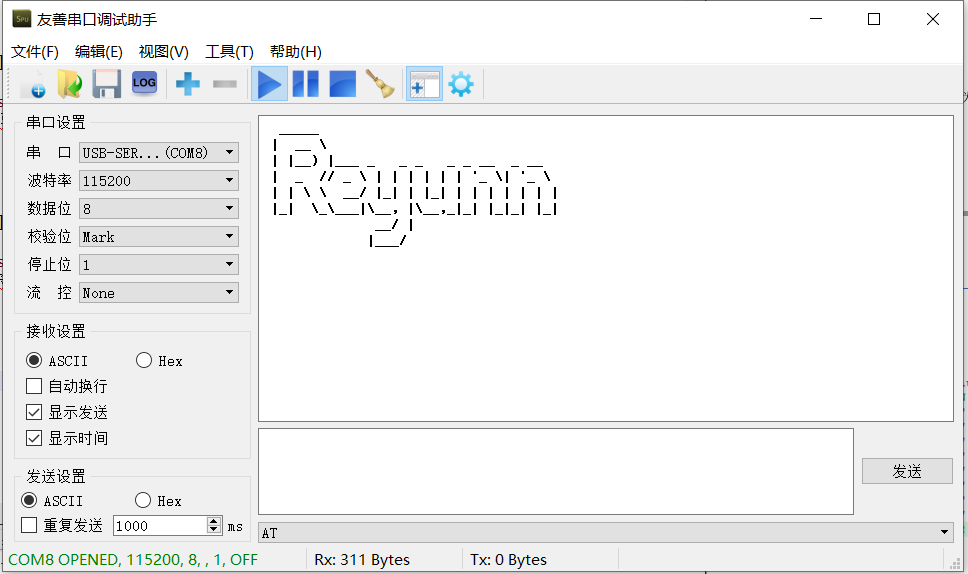 友善串口调试助手
文件(F) 编辑(E) 视图(V) 工具(T) 帮助(H)
LOG
串口设置
串 口 USB-SER...(COM8)
波特率 115200
数据位 8
校验位 Mark
停止位 1
流 控 None
接收设置
ASCII Hex
自动换行
显示发送
显示时间
发送设置
ASCII Hex
重复发送 1000 ms
Reyunn
发送
AT
COM8 OPENED, 115200, 8, , 1, OFF Rx: 311 Bytes Tx: 0 Bytes